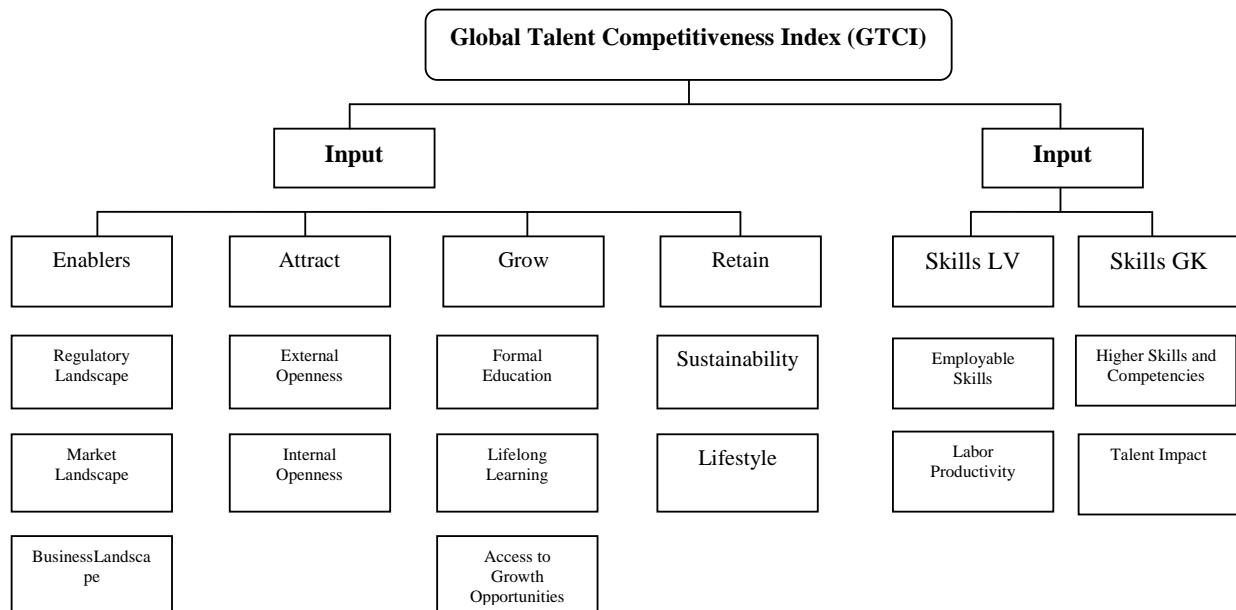 Global Talent Competitiveness Index (GTCI)
Input
Input
Enablers
Attract
Grow
Retain
Skills LV
Skills GK
Regulatory
Landscape
External
Openness
Formal
Education
Sustainability
Employable
Skills
Higher Skills and
Competencies
Market
Landscape
Internal
Openness
Lifelong
Learning
Lifestyle
Labor
Productivity
Talent Impact
BusinessLandsca
pe
Access to
Growth
Opportunities